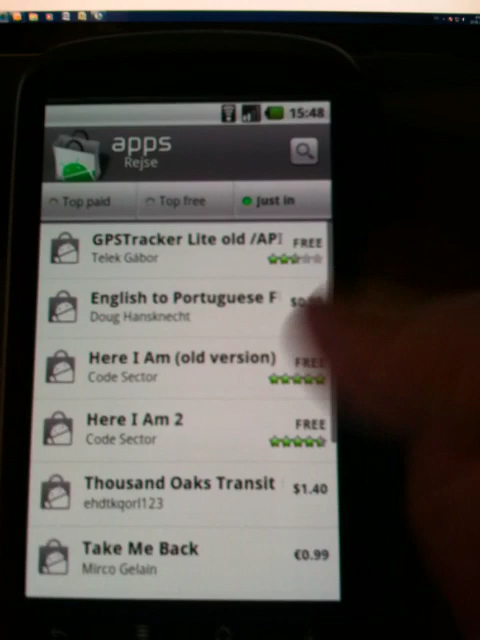 15:48
apps
Rejse
Top paid Top free Just in
GPSTracker Lite old /API FREE
Telek Gábor
English to Portuguese F
Doug Hansknecht
Here I Am (old version) FREE
Code Sector
Here I Am 2 FREE
Code Sector
Thousand Oaks Transit $1.40
ehdtkqorl123
Take Me Back €0.99
Mirco Gelain